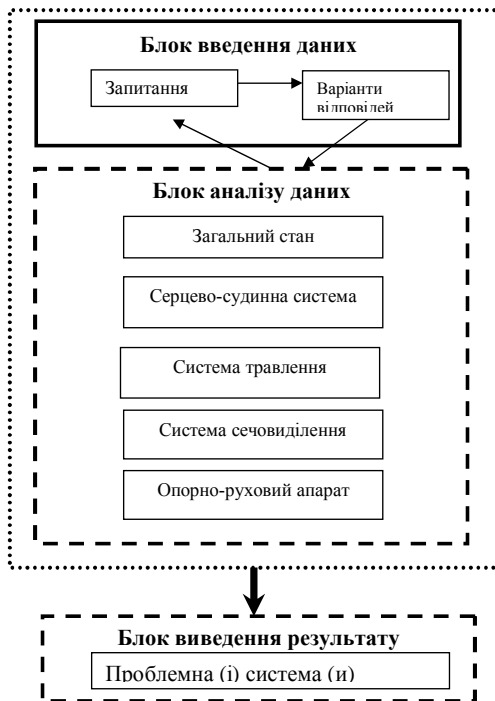 Блок введення даних
Запитання
Варіанти
відповідей
Блок аналізу даних
Загальний стан
Серцево-судинна система
Система травлення
Система сечовиділення
Опорно-руховий апарат
Блок виведення результату
Проблемна (і) система (и)